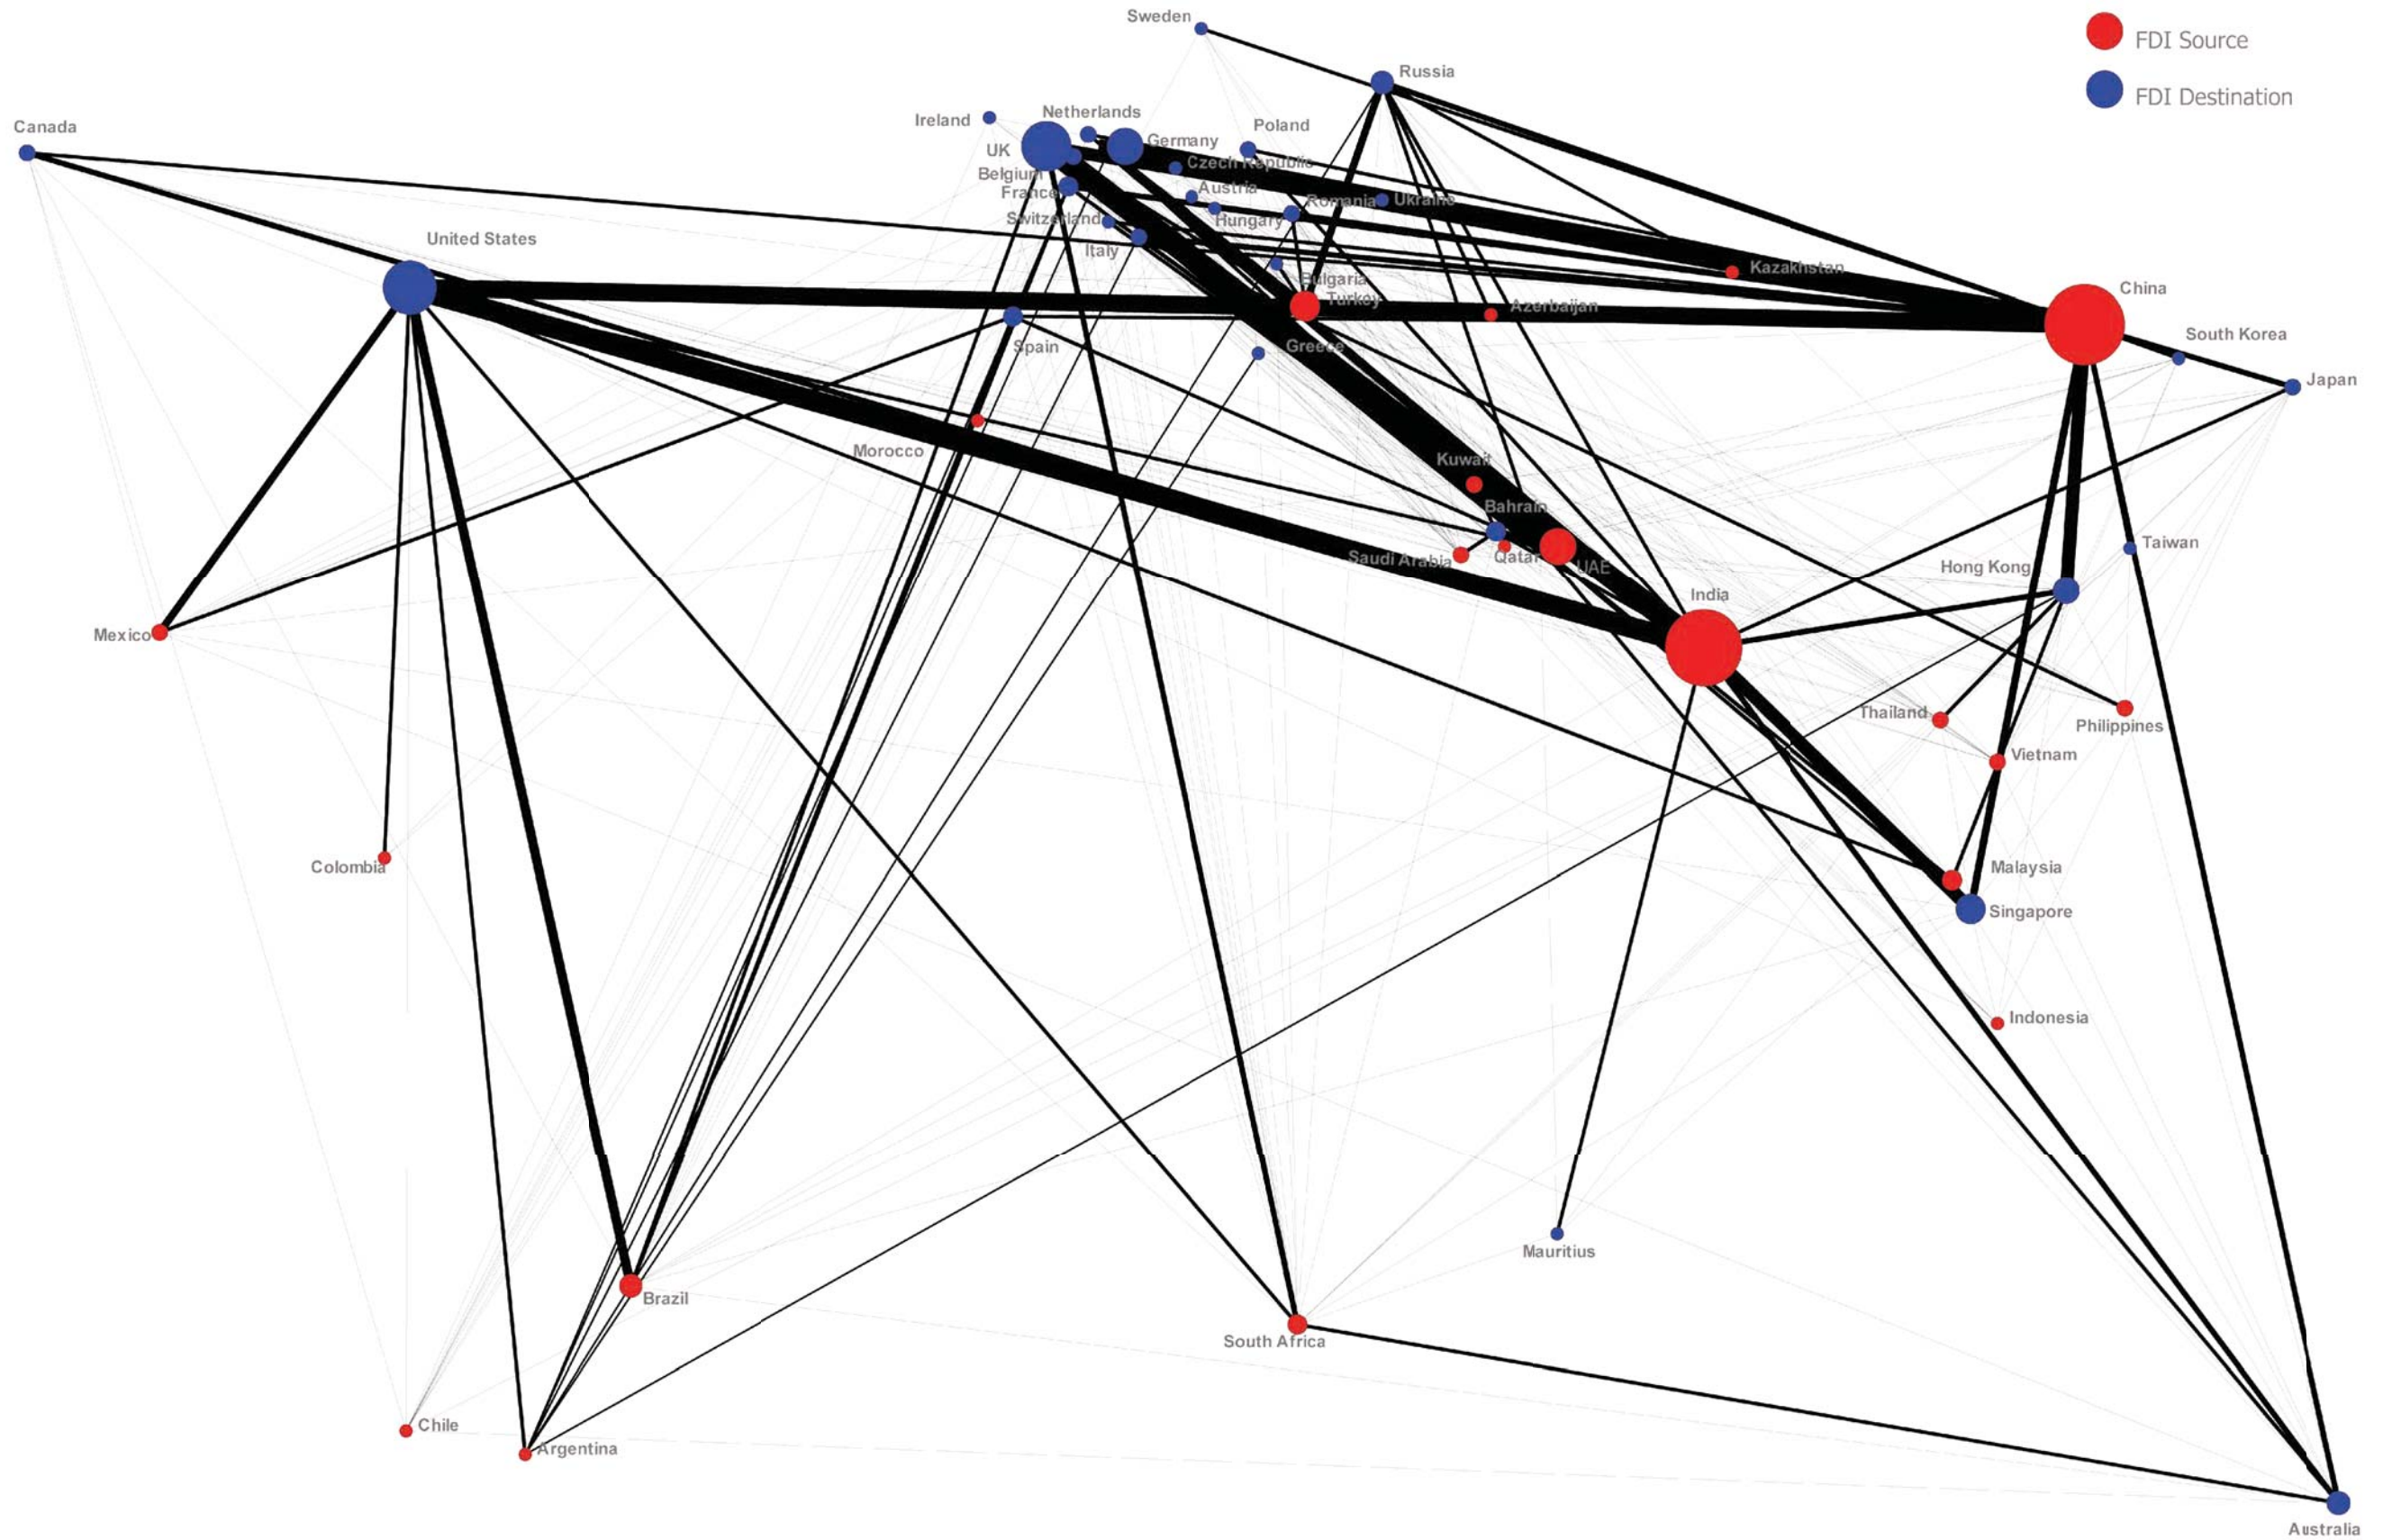 Sweden
FDI Source
Russia
FDI Destination
Netherlands
Ireland
Poland
Canada
Germany
UK
Czech Republic
Belgium
France
Austria
Romania
Ukraine
Switzerland
Hungary
United States
Italy
Kazakhstan
Bulgaria
China
Turkey
Azerbaijan
South Korea
Spain
Greece
Japan
Morocco
Kuwait
Bahrain
Taiwan
Saudi Arabia
Qatar
UAE
Hong Kong
India
Mexico
Thailand
Philippines
Vietnam
Colombia
Malaysia
Singapore
Indonesia
Mauritius
Brazil
South Africa
Chile
Argentina
Australia